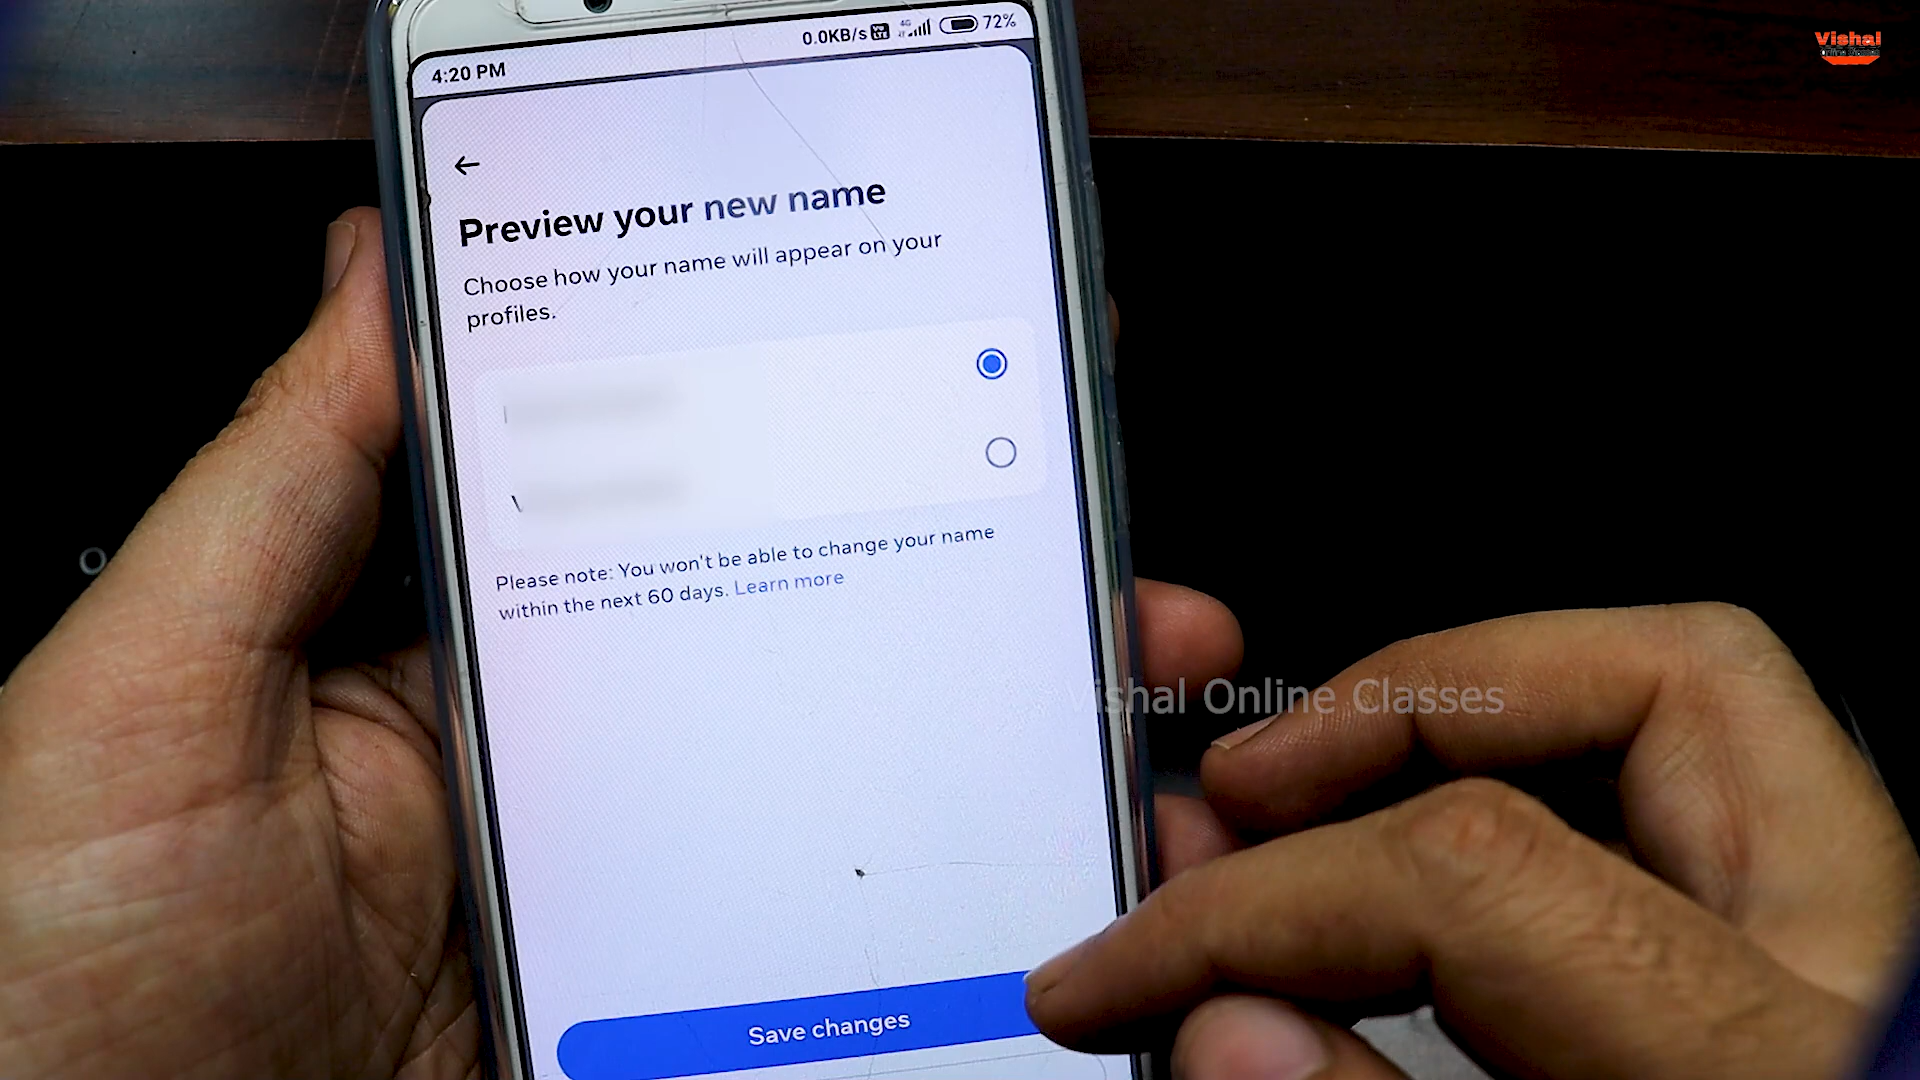 Vishal
0.0KB/s 4G 72%
4:20 PM
Preview your new name
Choose how your name will appear on your
profiles.
Please note: You won't be able to change your name
within the next 60 days. Learn more
Vishal Online Classes
Save changes